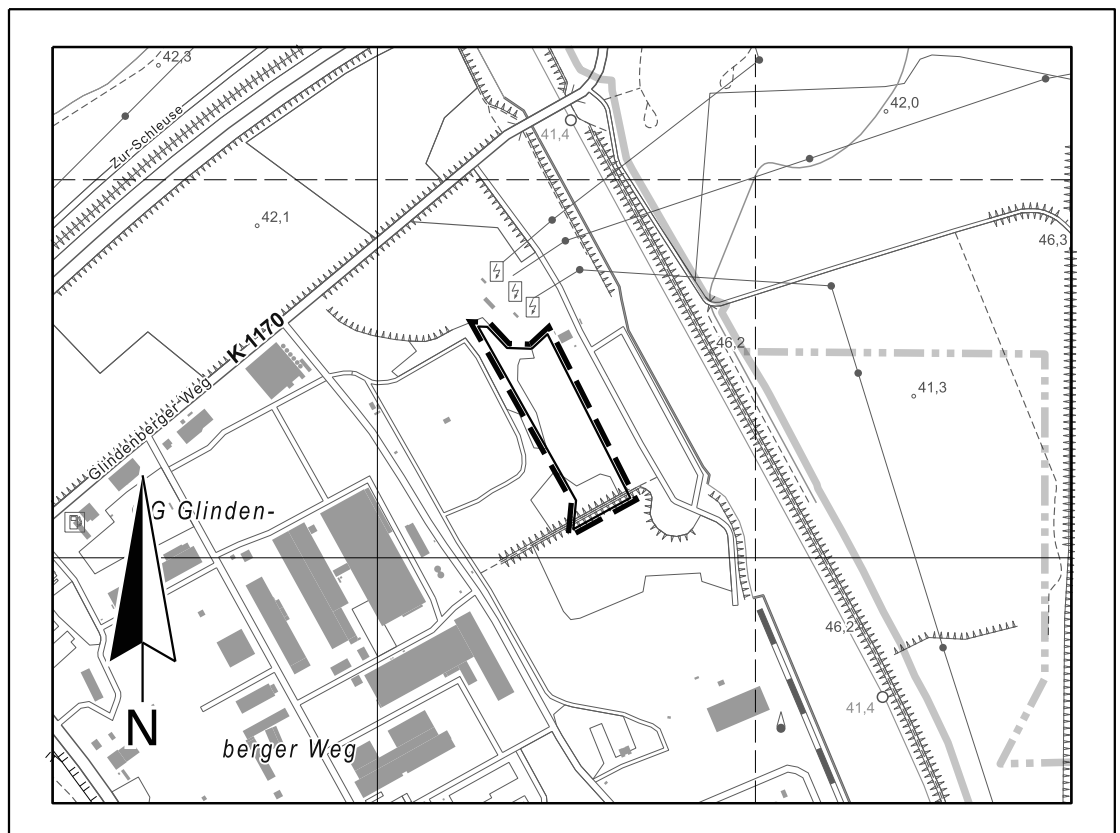 42,3
Zur-Schleuse
41,4
42,0
42,1
46,3
K 1170
46,2
41,3
Glindenberger Weg
G Glinden-
46,2
41,4
N
berger Weg